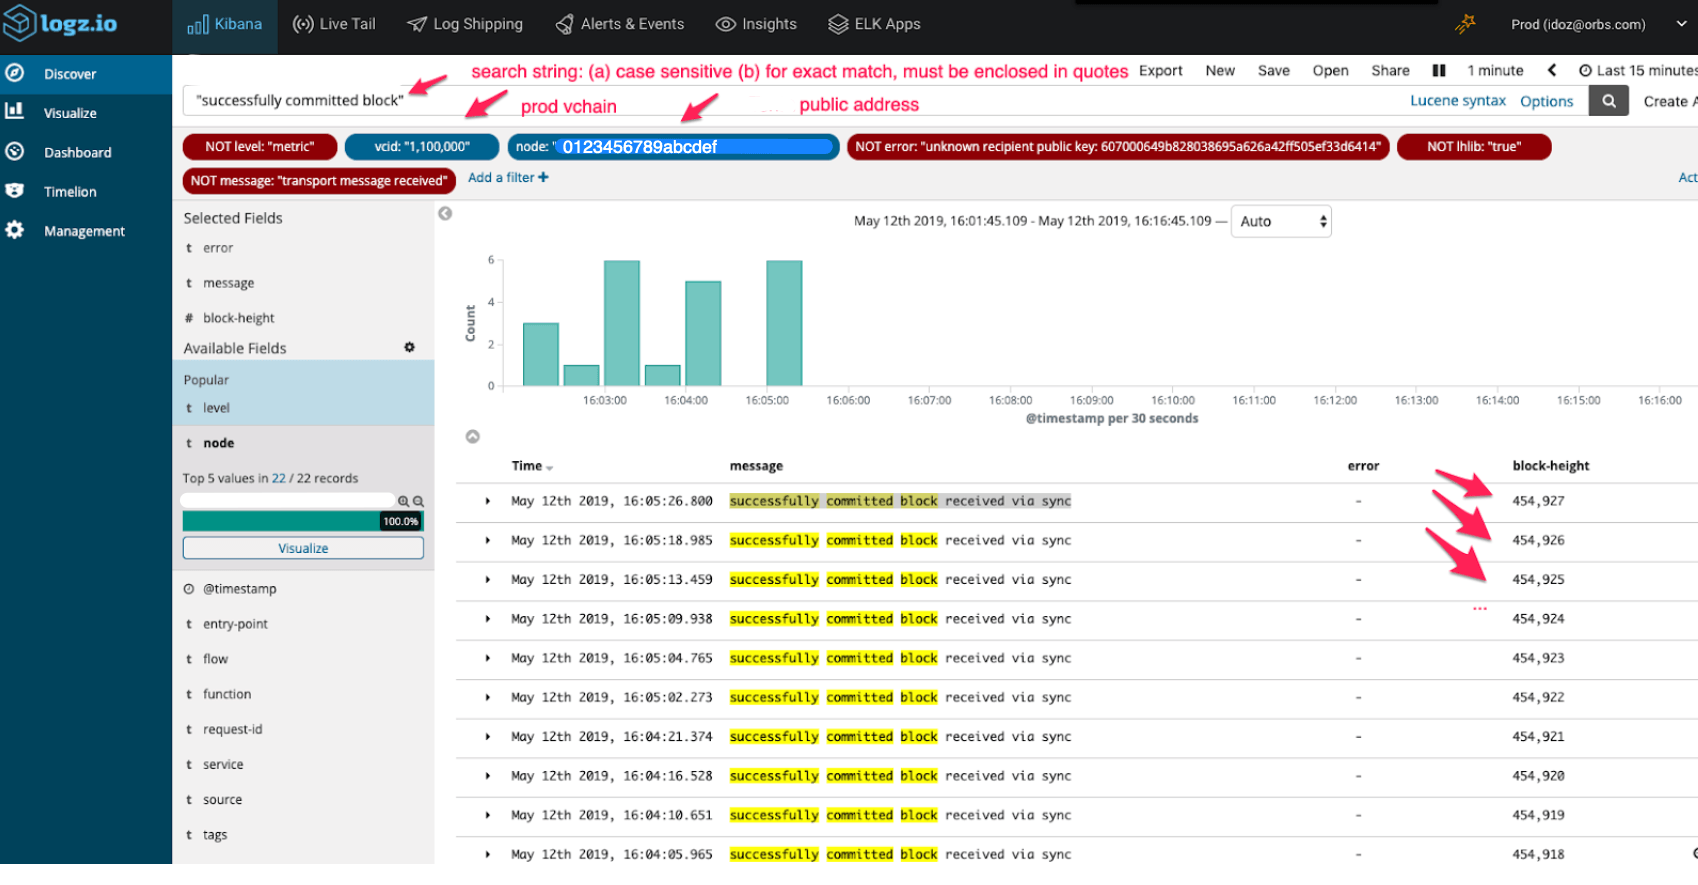 logz.io
Kibana
Live Tail
Log Shipping
Alerts & Events
Insights
ELK Apps
Prod (idoz@orbs.com)
Discover
Visualize
Dashboard
Timelion
Management
search string: (a) case sensitive (b) for exact match, must be enclosed in quotes
Export New Save Open Share 1 minute Last 15 minutes
"successfully committed block"
prod vchain
public address
Lucene syntax Options
Create A
NOT level: "metric"
vcid: "1,100,000"
node: " 0123456789abcdef
NOT error: "unknown recipient public key: 607000649b828038695a626a42ff505ef33d6414"
NOT lhlib: "true"
NOT message: "transport message received"
Add a filter +
Act
Selected Fields
t error
t message
# block-height
Available Fields
Popular
t level
t node
Top 5 values in 22 / 22 records
100.0%
Visualize
@timestamp
t entry-point
t flow
t function
t request-id
t service
t source
t tags
May 12th 2019, 16:01:45.109 - May 12th 2019, 16:16:45.109 —
Auto
Count
6
4
2
0
16:03:00 16:04:00 16:05:00 16:06:00 16:07:00 16:08:00 16:09:00 16:10:00 16:11:00 16:12:00 16:13:00 16:14:00 16:15:00 16:16:00
@timestamp per 30 seconds
Time message error block-height
May 12th 2019, 16:05:26.800 successfully committed block received via sync - 454,927
May 12th 2019, 16:05:18.985 successfully committed block received via sync - 454,926
May 12th 2019, 16:05:13.459 successfully committed block received via sync - 454,925
...
May 12th 2019, 16:05:09.938 successfully committed block received via sync - 454,924
May 12th 2019, 16:05:04.765 successfully committed block received via sync - 454,923
May 12th 2019, 16:05:02.273 successfully committed block received via sync - 454,922
May 12th 2019, 16:04:21.374 successfully committed block received via sync - 454,921
May 12th 2019, 16:04:16.528 successfully committed block received via sync - 454,920
May 12th 2019, 16:04:10.651 successfully committed block received via sync - 454,919
May 12th 2019, 16:04:05.965 successfully committed block received via sync - 454,918